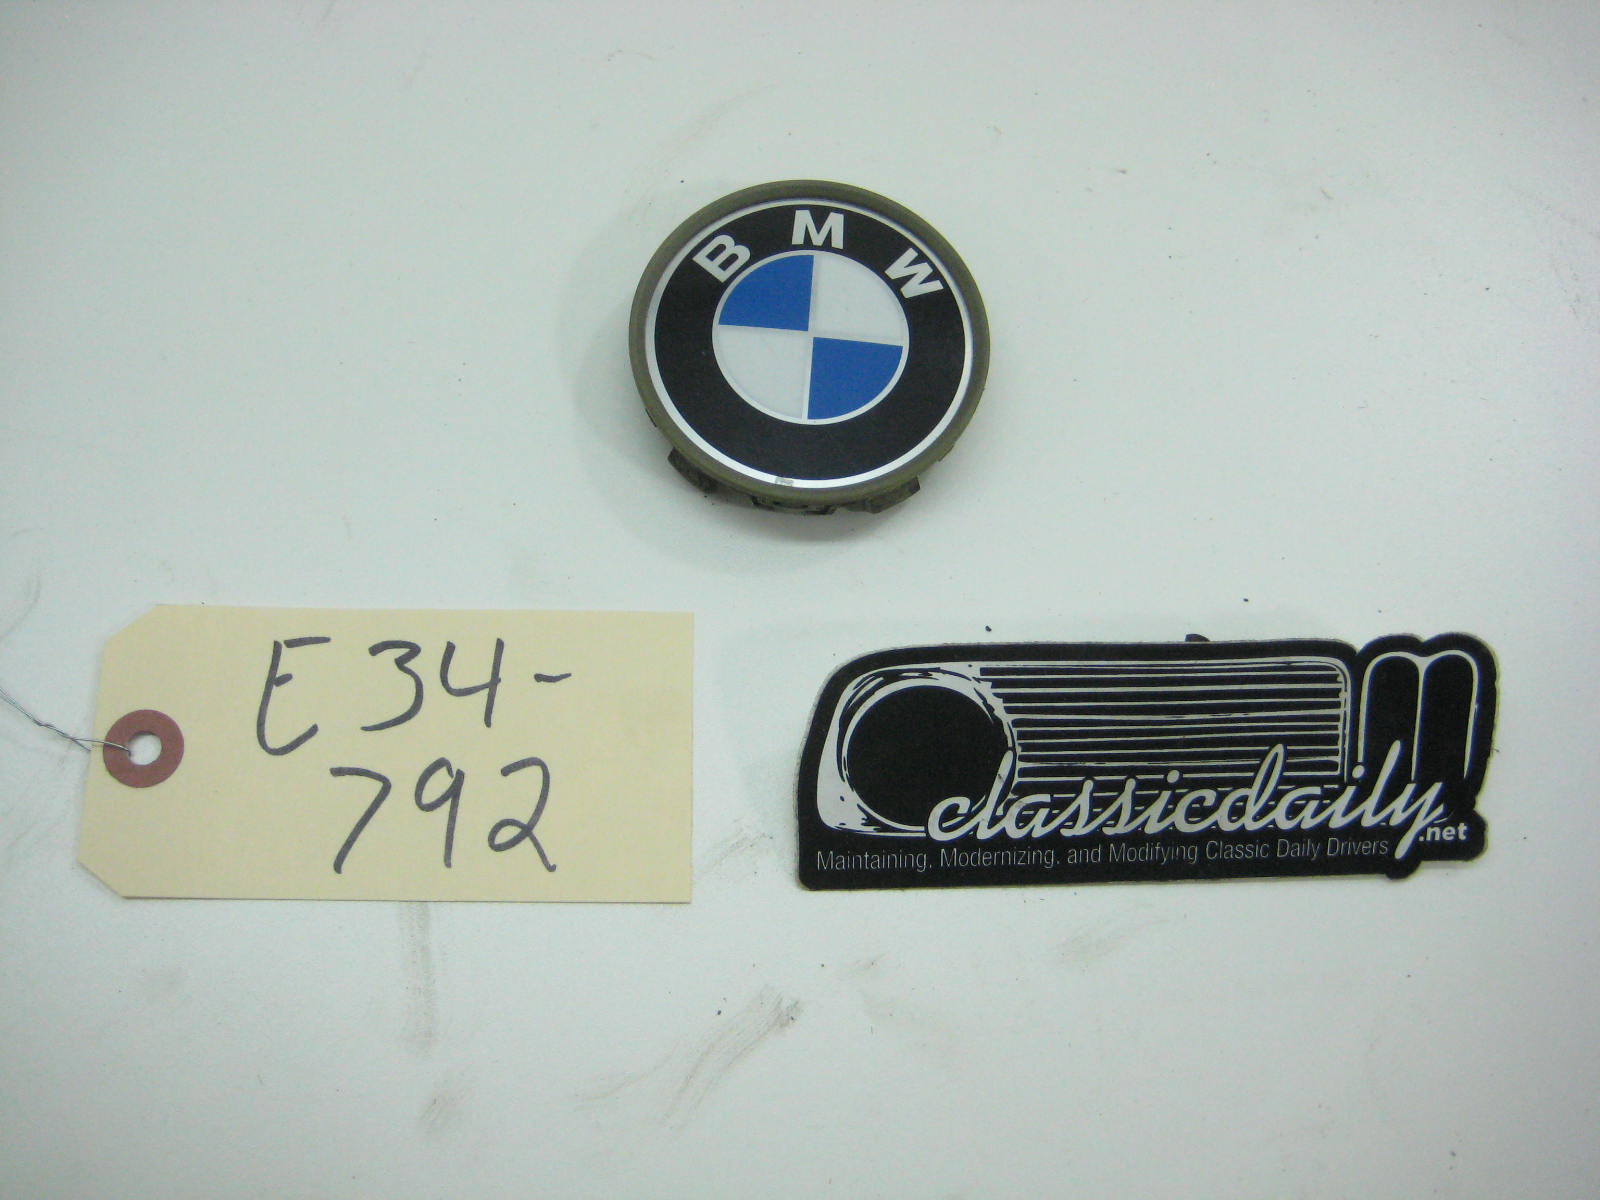 BMW
E34-
792
classicdaily.net
Maintaining, Modernizing, and Modifying Classic Daily Drivers